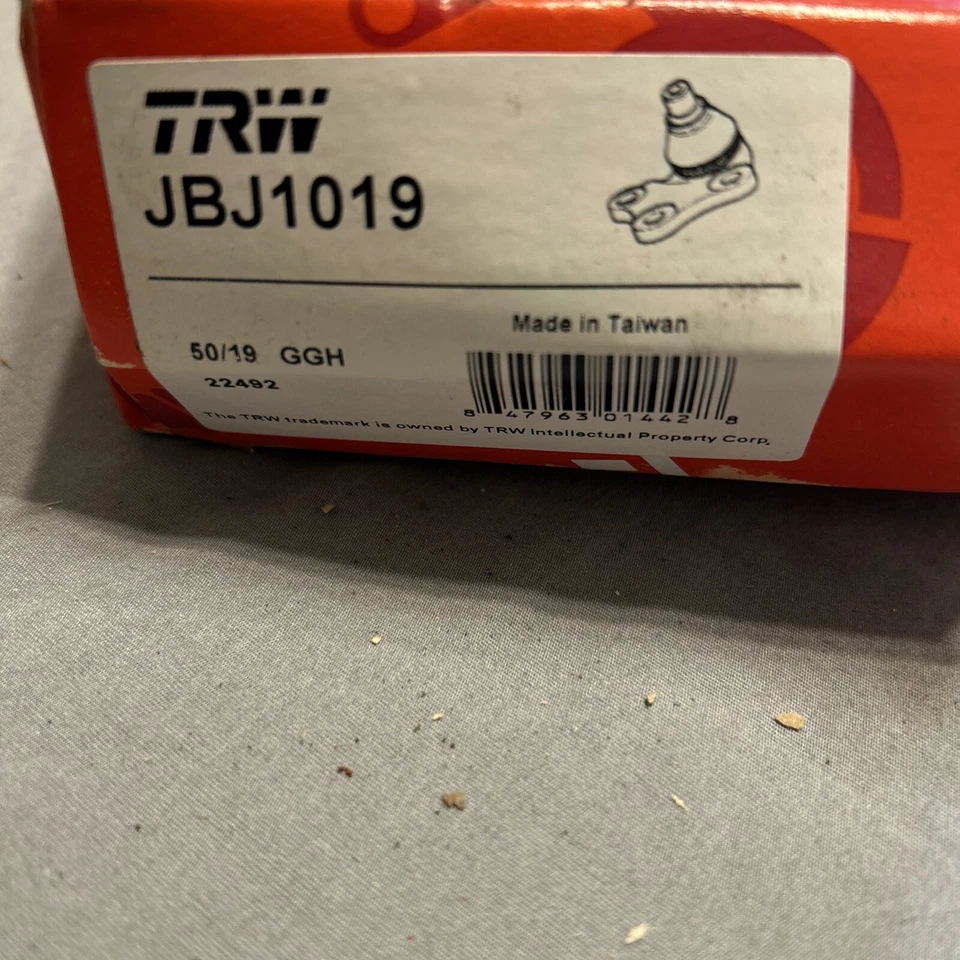 TRW
JBJ1019
Made in Taiwan
50/19 GGH
22492
8 47963 01442 8
The TRW trademark is owned by TRW Intellectual Property Corp.